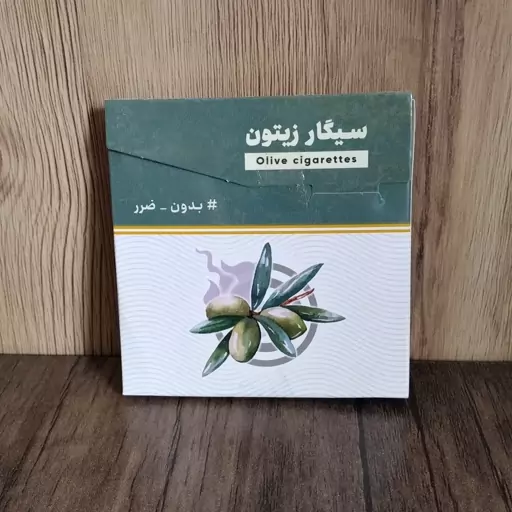 سیگار زیتون
Olive cigarettes
# بدون - ضرر